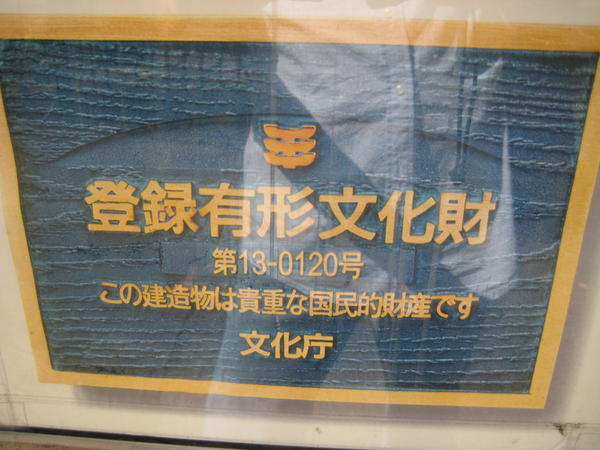 登録有形文化財
第13-0120号
この建造物は貴重な国民的財産です
文化庁